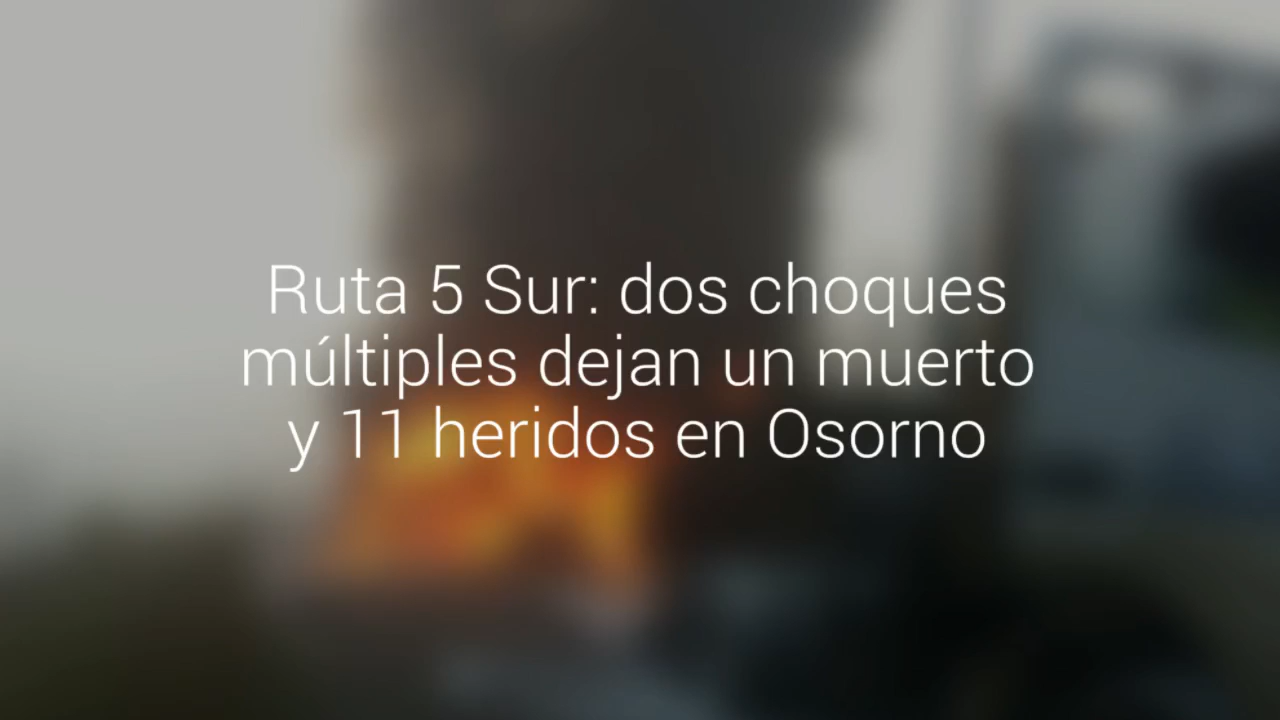 Ruta 5 Sur: dos choques
múltiples dejan un muerto
y 11 heridos en Osorno